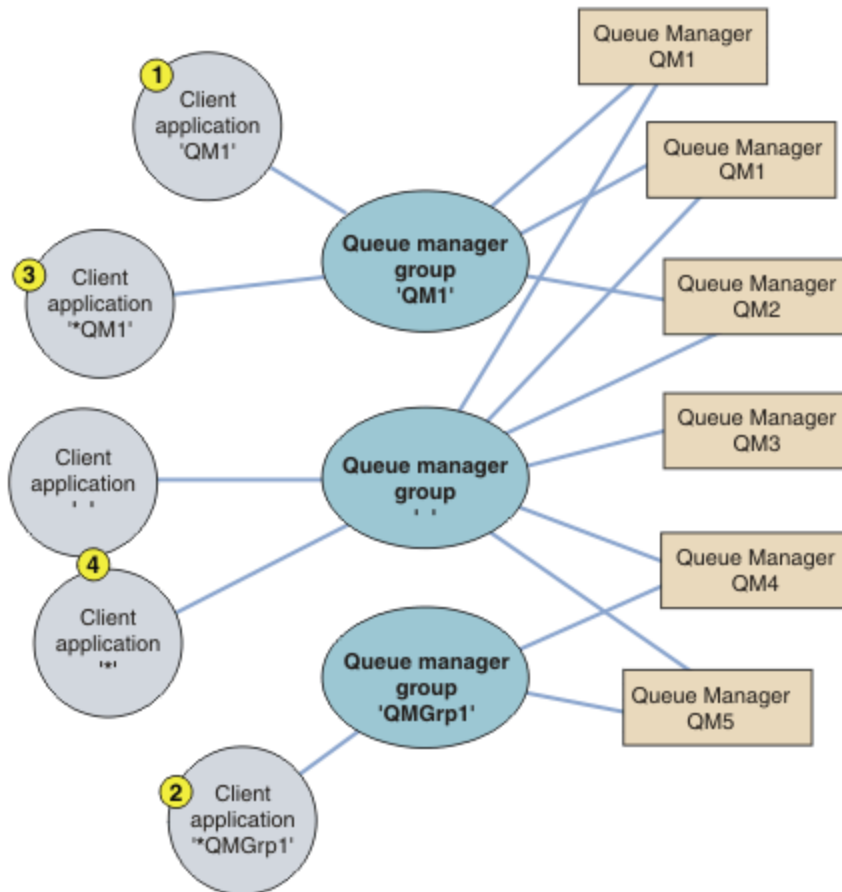 1
Client
application
'QM1'
3
Client
application
'*QM1'
Client
application
' '
4
Client
application
'*'
2
Client
application
'*QMGrp1'
Queue manager
group
'QM1'
Queue manager
group
' '
Queue manager
group
'QMGrp1'
Queue Manager
QM1
Queue Manager
QM1
Queue Manager
QM2
Queue Manager
QM3
Queue Manager
QM4
Queue Manager
QM5